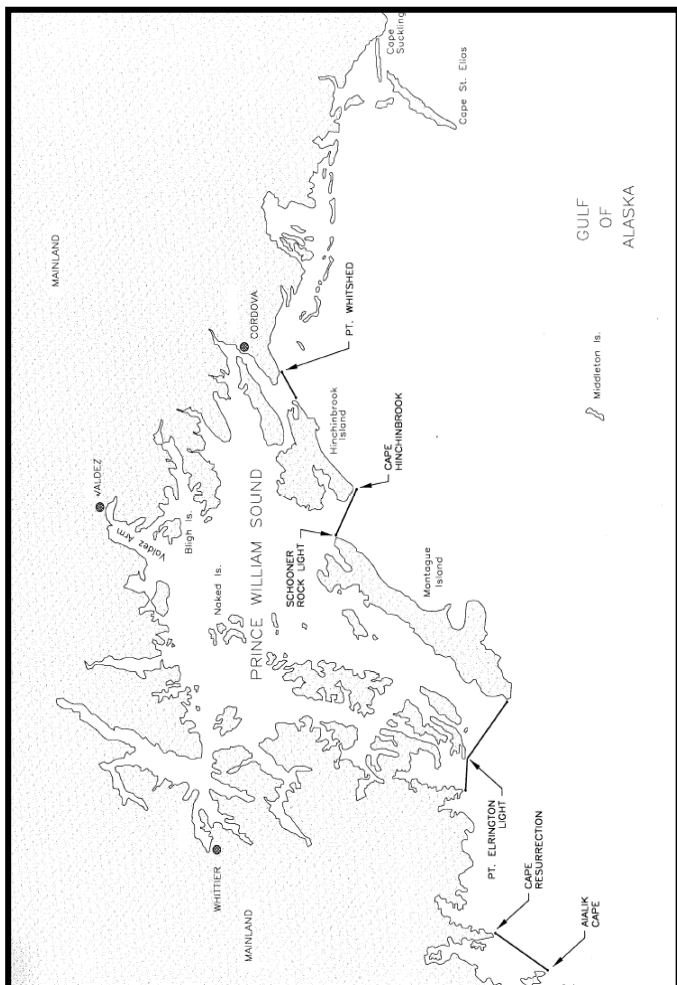 MAINLAND
VALDEZ
Valdez Arm
Bligh Is.
Naked Is.
PRINCE WILLIAM SOUND
CORDOVA
Hinchinbrook
Island
PT. WHITSHED
CAPE
HINCHINBROOK
SCHOONER
ROCK LIGHT
Montague
Island
Cape
Suckling
Cape St. Elias
GULF
OF
ALASKA
Middleton Is.
WHITTIER
MAINLAND
PT. ELRINGTON
LIGHT
CAPE
RESURRECTION
AIALIK
CAPE